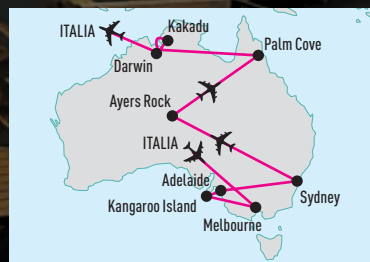 ITALIA
Kakadu
Darwin
Palm Cove
Ayers Rock
ITALIA
Adelaide
Kangaroo Island
Sydney
Melbourne